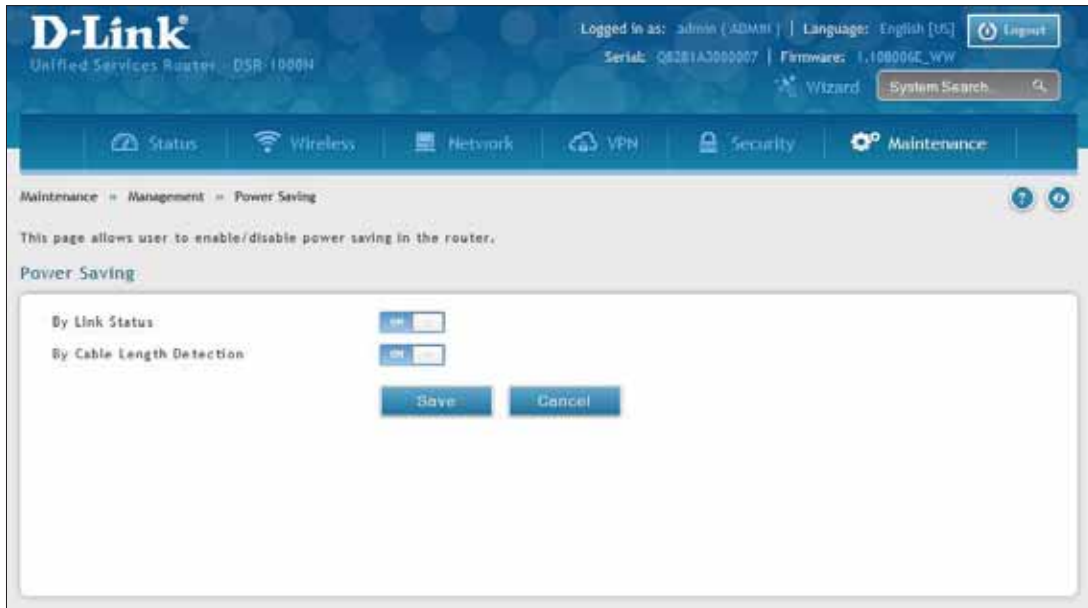 D-Link
Unified Services Router - DSR-1000N
Logged in as: admin ( ADMIN ) | Language: English [US]
Logout
Serial: | Firmware: _WW
Wizard
System Search..
Status
Wireless
Network
VPN
Security
Maintenance
Maintenance » Management » Power Saving
?
This page allows user to enable/disable power saving in the router.
Power Saving
By Link Status
ON
By Cable Length Detection
ON
Save
Cancel